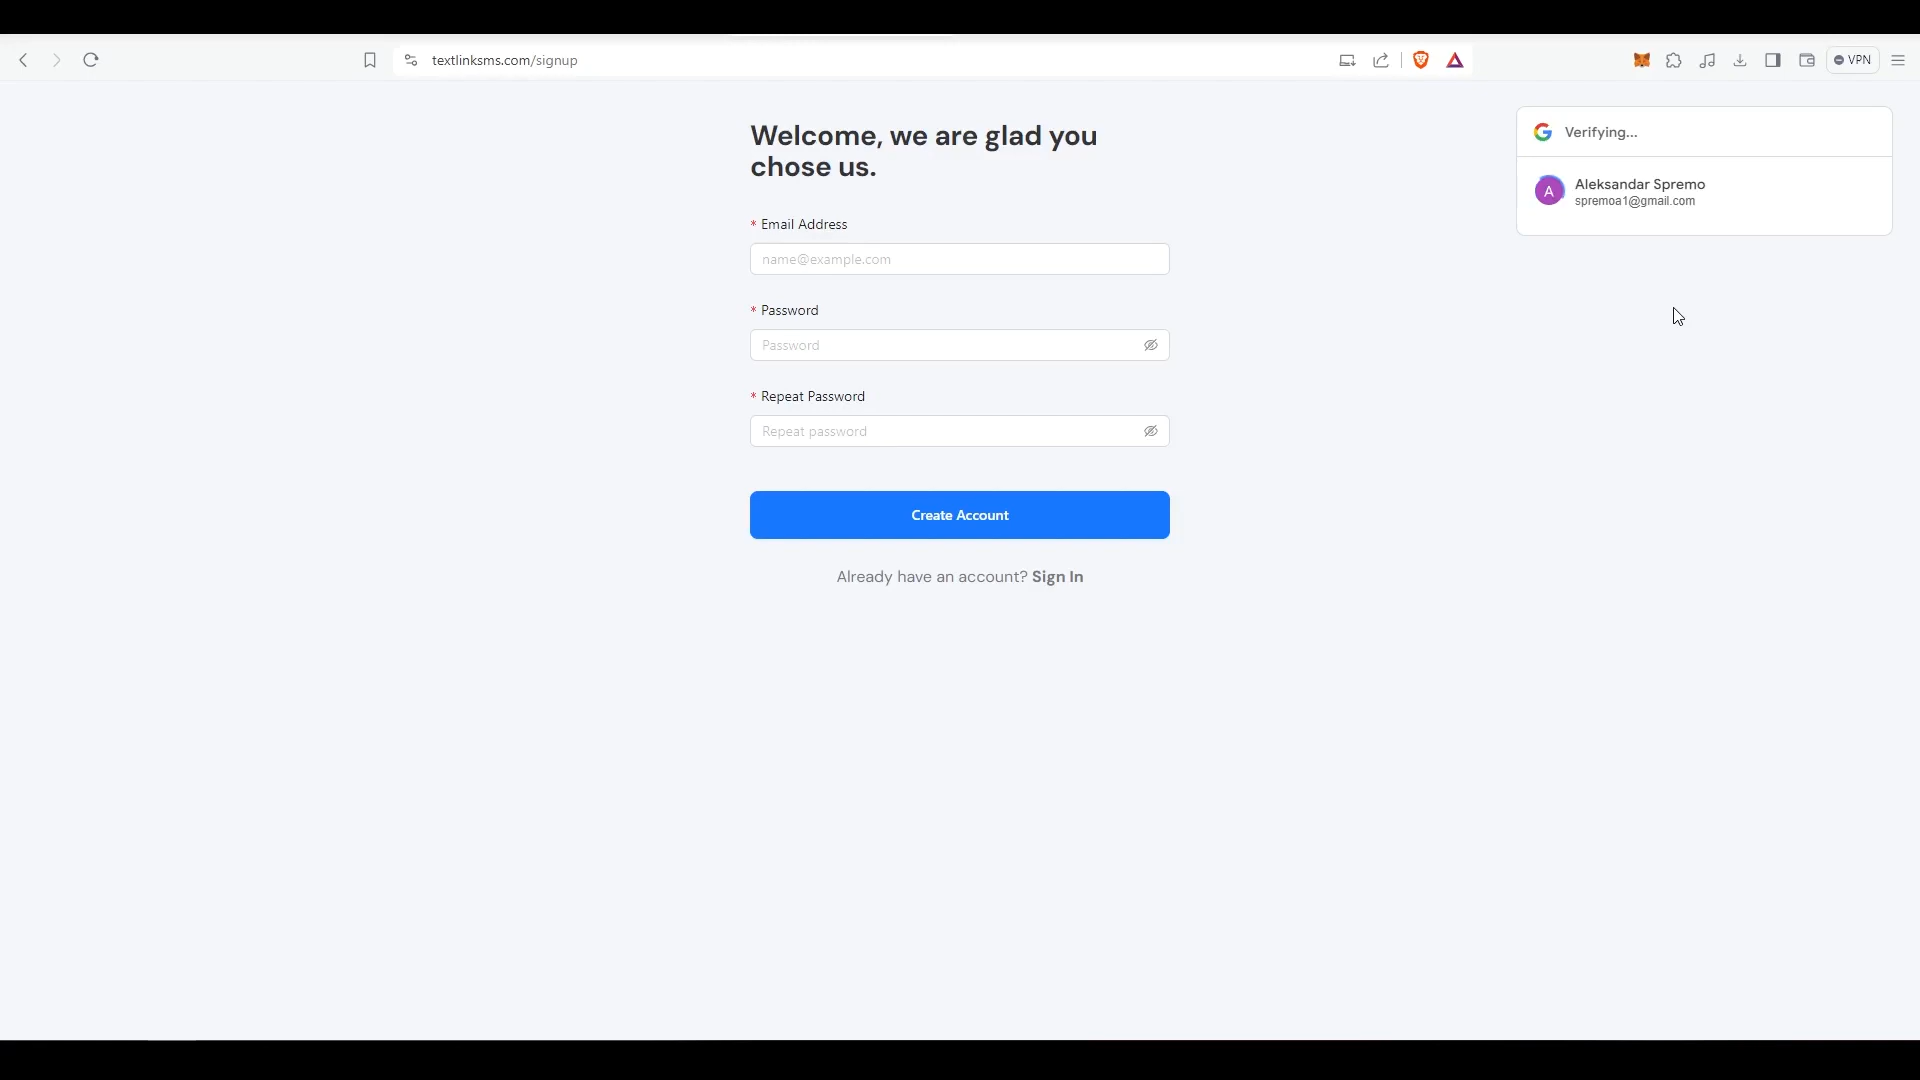 textlinksms.com/signup
VPN
Welcome, we are glad you
chose us.
* Email Address
name@example.com
* Password
Password
* Repeat Password
Repeat password
Create Account
Already have an account? Sign In
Verifying...
A
Aleksandar Spremo
spremoa1@gmail.com